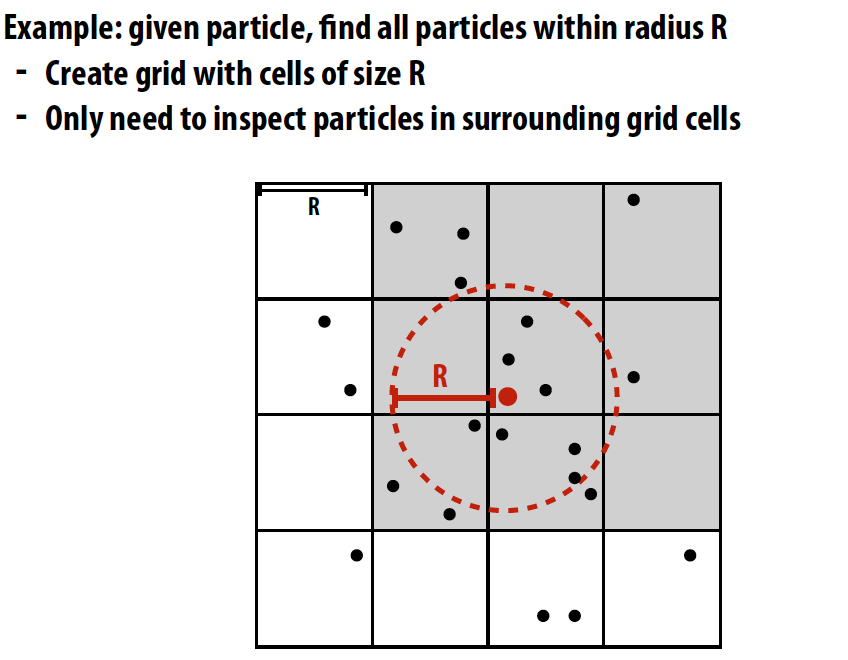 Example: given particle, find all particles within radius R
- Create grid with cells of size R
- Only need to inspect particles in surrounding grid cells
R
R